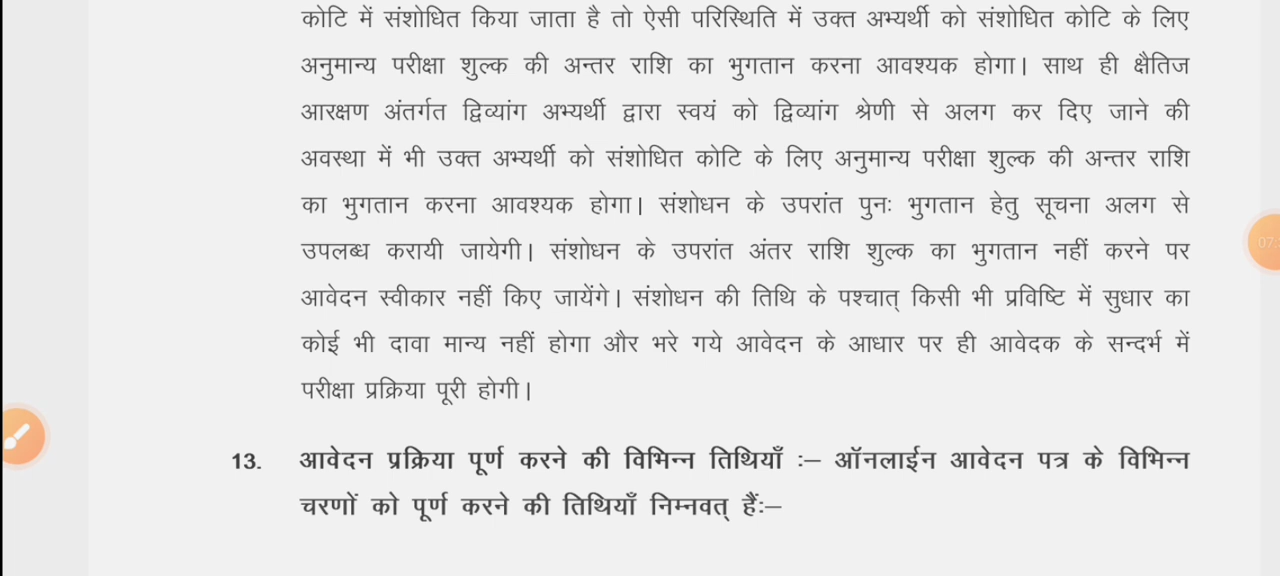 कोटि में संशोधित किया जाता है तो ऐसी परिस्थिति में उक्त अभ्यर्थी को संशोधित कोटि के लिए
अनुमान्य परीक्षा शुल्क की अन्तर राशि का भुगतान करना आवश्यक होगा। साथ ही क्षैतिज
आरक्षण अंतर्गत द्विव्यांग अभ्यर्थी द्वारा स्वयं को द्विव्यांग श्रेणी से अलग कर दिए जाने की
अवस्था में भी उक्त अभ्यर्थी को संशोधित कोटि के लिए अनुमान्य परीक्षा शुल्क की अन्तर राशि
का भुगतान करना आवश्यक होगा। संशोधन के उपरांत पुनः भुगतान हेतु सूचना अलग से
उपलब्ध करायी जायेगी। संशोधन के उपरांत अंतर राशि शुल्क का भुगतान नहीं करने पर
आवेदन स्वीकार नहीं किए जायेंगे। संशोधन की तिथि के पश्चात् किसी भी प्रविष्टि में सुधार का
कोई भी दावा मान्य नहीं होगा और भरे गये आवेदन के आधार पर ही आवेदक के सन्दर्भ में
परीक्षा प्रक्रिया पूरी होगी।
13. आवेदन प्रक्रिया पूर्ण करने की विभिन्न तिथियाँ :– ऑनलाईन आवेदन पत्र के विभिन्न
चरणों को पूर्ण करने की तिथियाँ निम्नवत् हैं:–